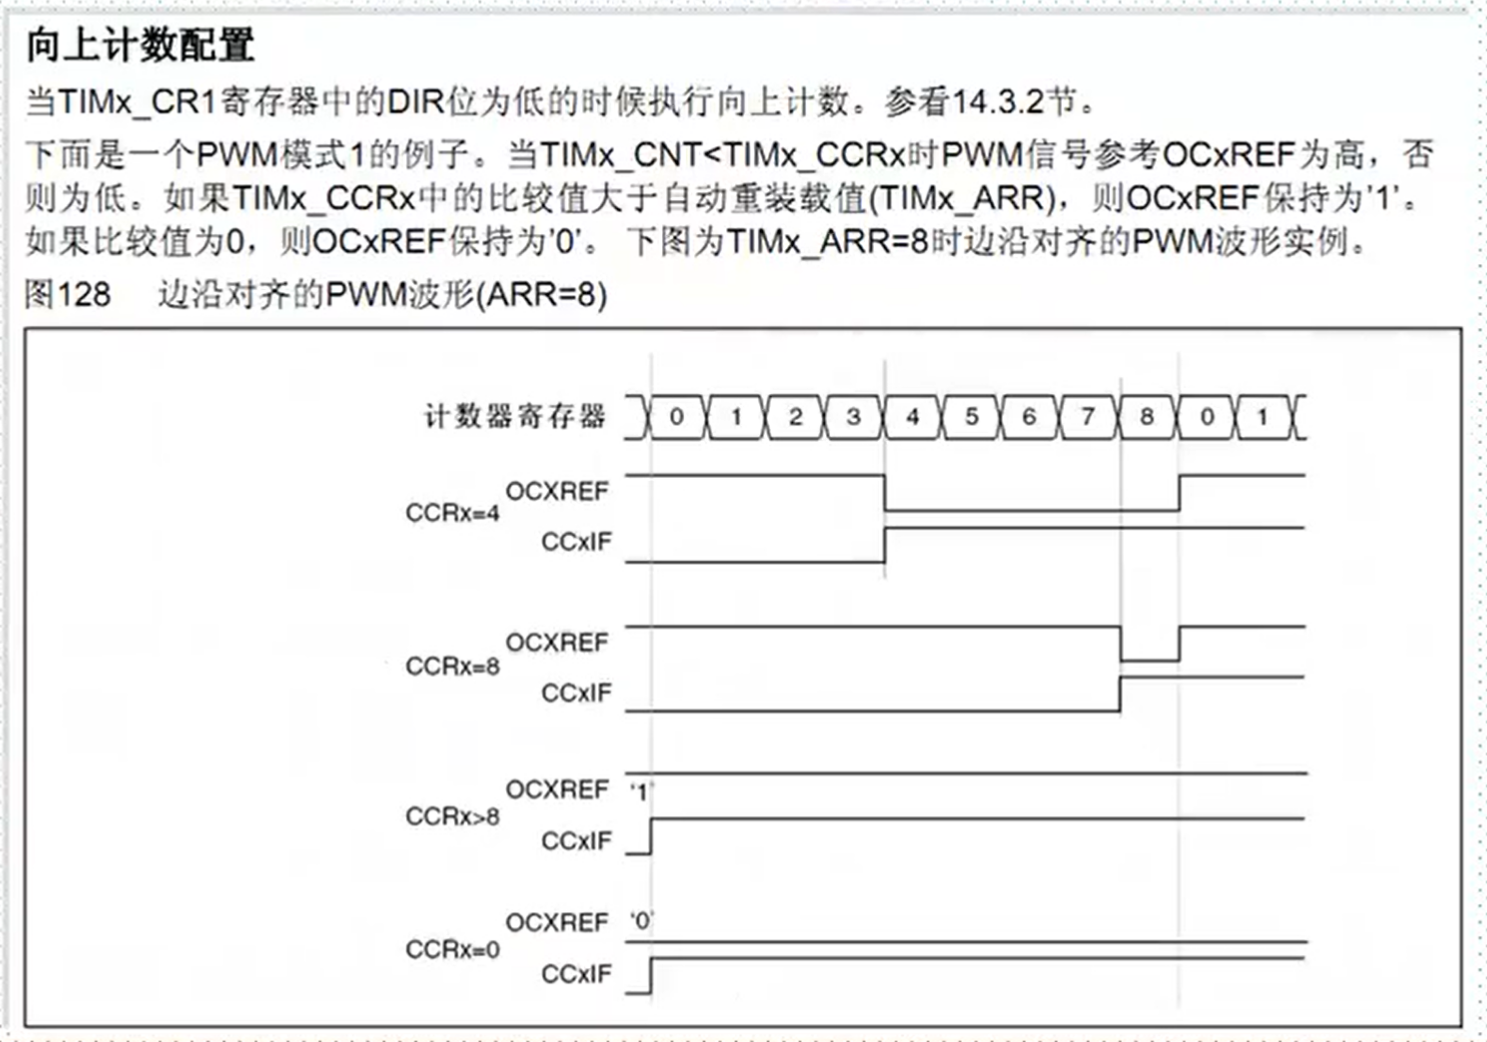 向上计数配置
当TIMx_CR1寄存器中的DIR位为低的时候执行向上计数。参看14.3.2节。
下面是一个PWM模式1的例子。当TIMx_CNT<TIMx_CCRx时PWM信号参考OCxREF为高，否
则为低。如果TIMx_CCRx中的比较值大于自动重装载值(TIMx_ARR)，则OCxREF保持为'1'。
如果比较值为0，则OCxREF保持为'0'。 下图为TIMx_ARR=8时边沿对齐的PWM波形实例。
图128 边沿对齐的PWM波形(ARR=8)
计数器寄存器 0 1 2 3 4 5 6 7 8 0 1
OCXREF
CCRx=4
CCxIF
OCXREF
CCRx=8
CCxIF
OCXREF '1'
CCRx>8
CCxIF
OCXREF '0'
CCRx=0
CCxIF